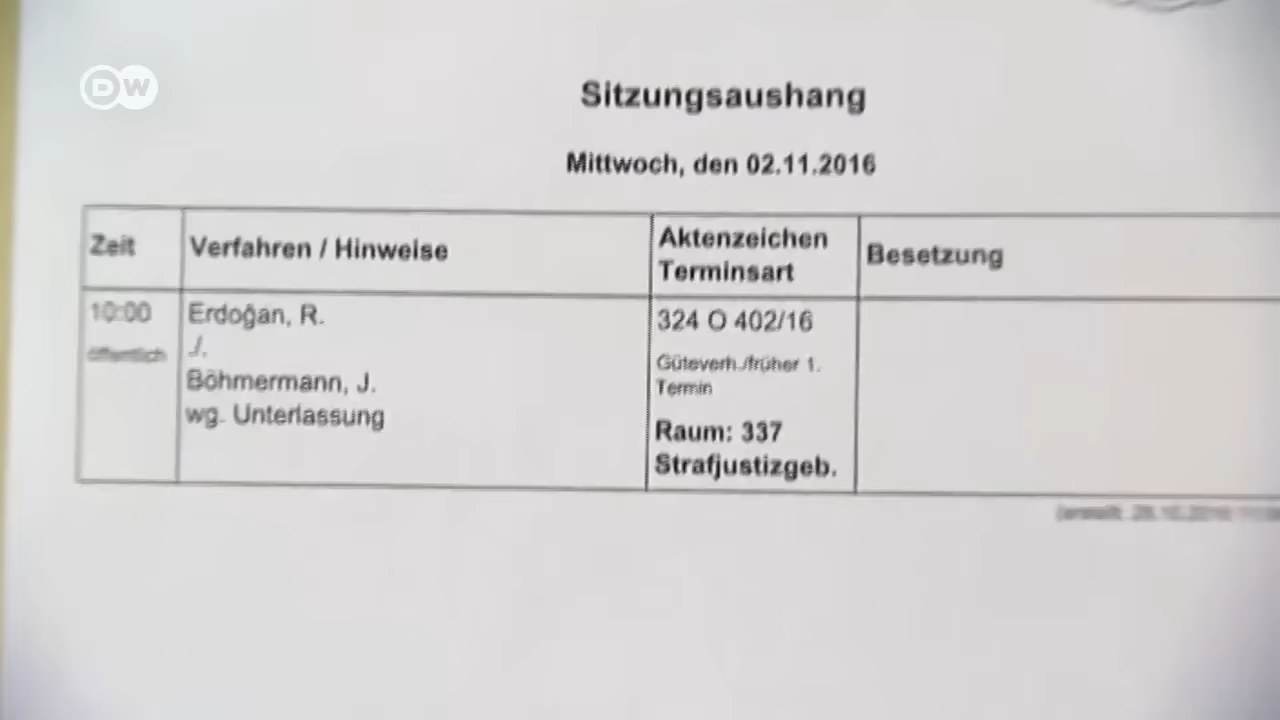 DW
Sitzungsaushang
Mittwoch, den 02.11.2016
Zeit
Verfahren / Hinweise
Aktenzeichen
Terminsart
Besetzung
10:00
öffentlich
Erdoğan, R.
./.
Böhmermann, J.
wg. Unterlassung
324 O 402/16
Güteverh./früher 1.
Termin
Raum: 337
Strafjustizgeb.